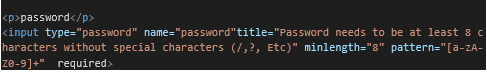 <p>password</p>
<input type="password" name="password"title="Password needs to be at least 8 c
haracters without special characters (/,?, Etc)" minlength="8" pattern="[a-zA-
Z0-9]+"  required>